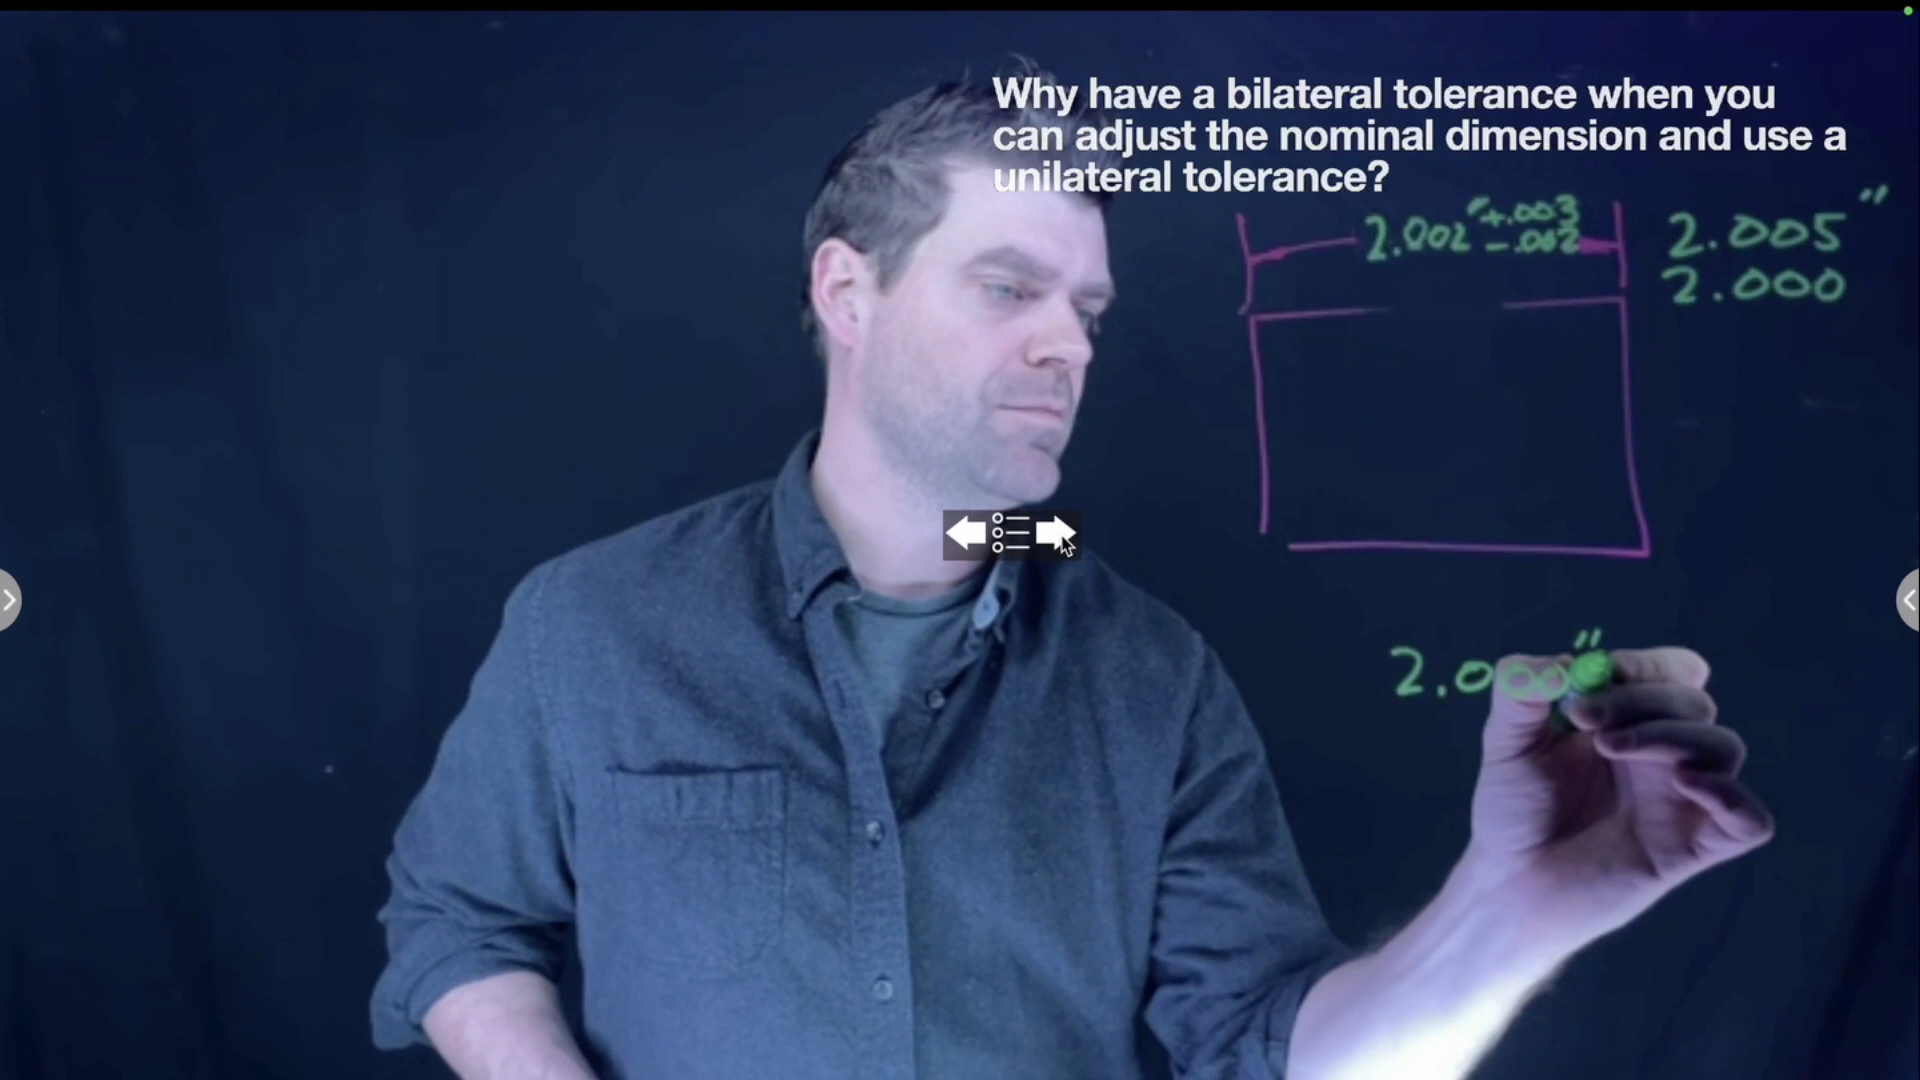 Why have a bilateral tolerance when you
can adjust the nominal dimension and use a
unilateral tolerance?
2.002" +.003
-.002
2.005"
2.000
2.000"